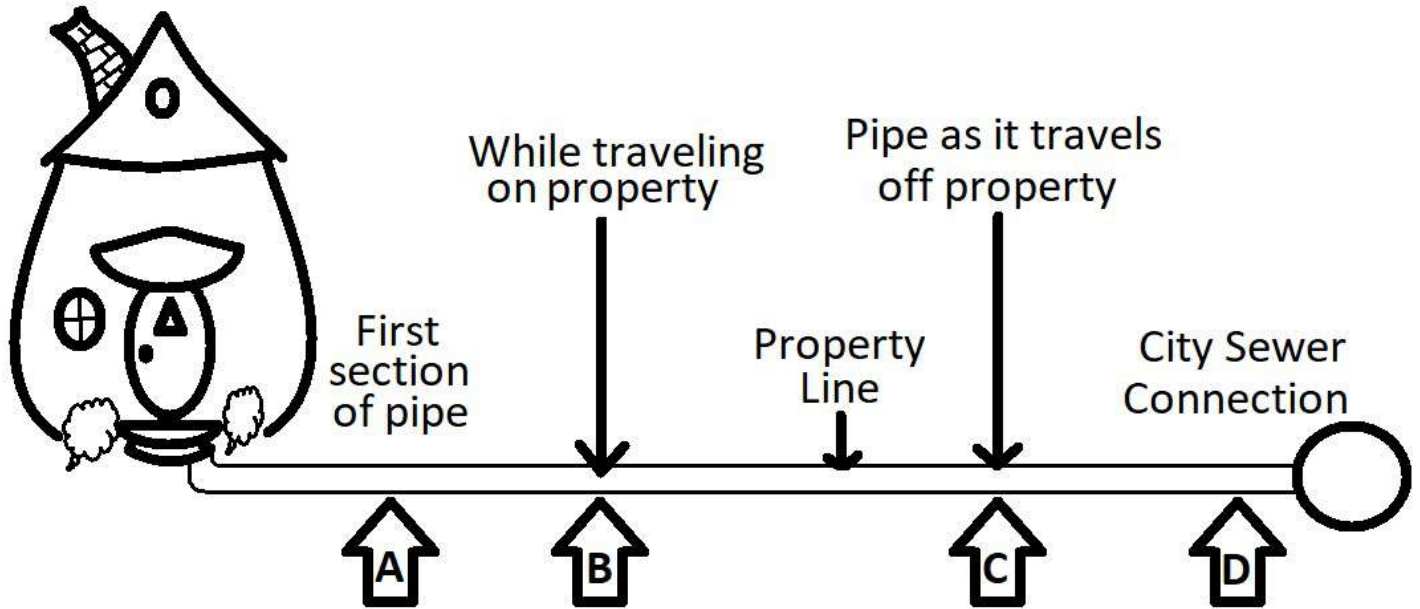 While traveling
on property
Pipe as it travels
off property
First
section
of pipe
Property
Line
City Sewer
Connection
A
B
C
D